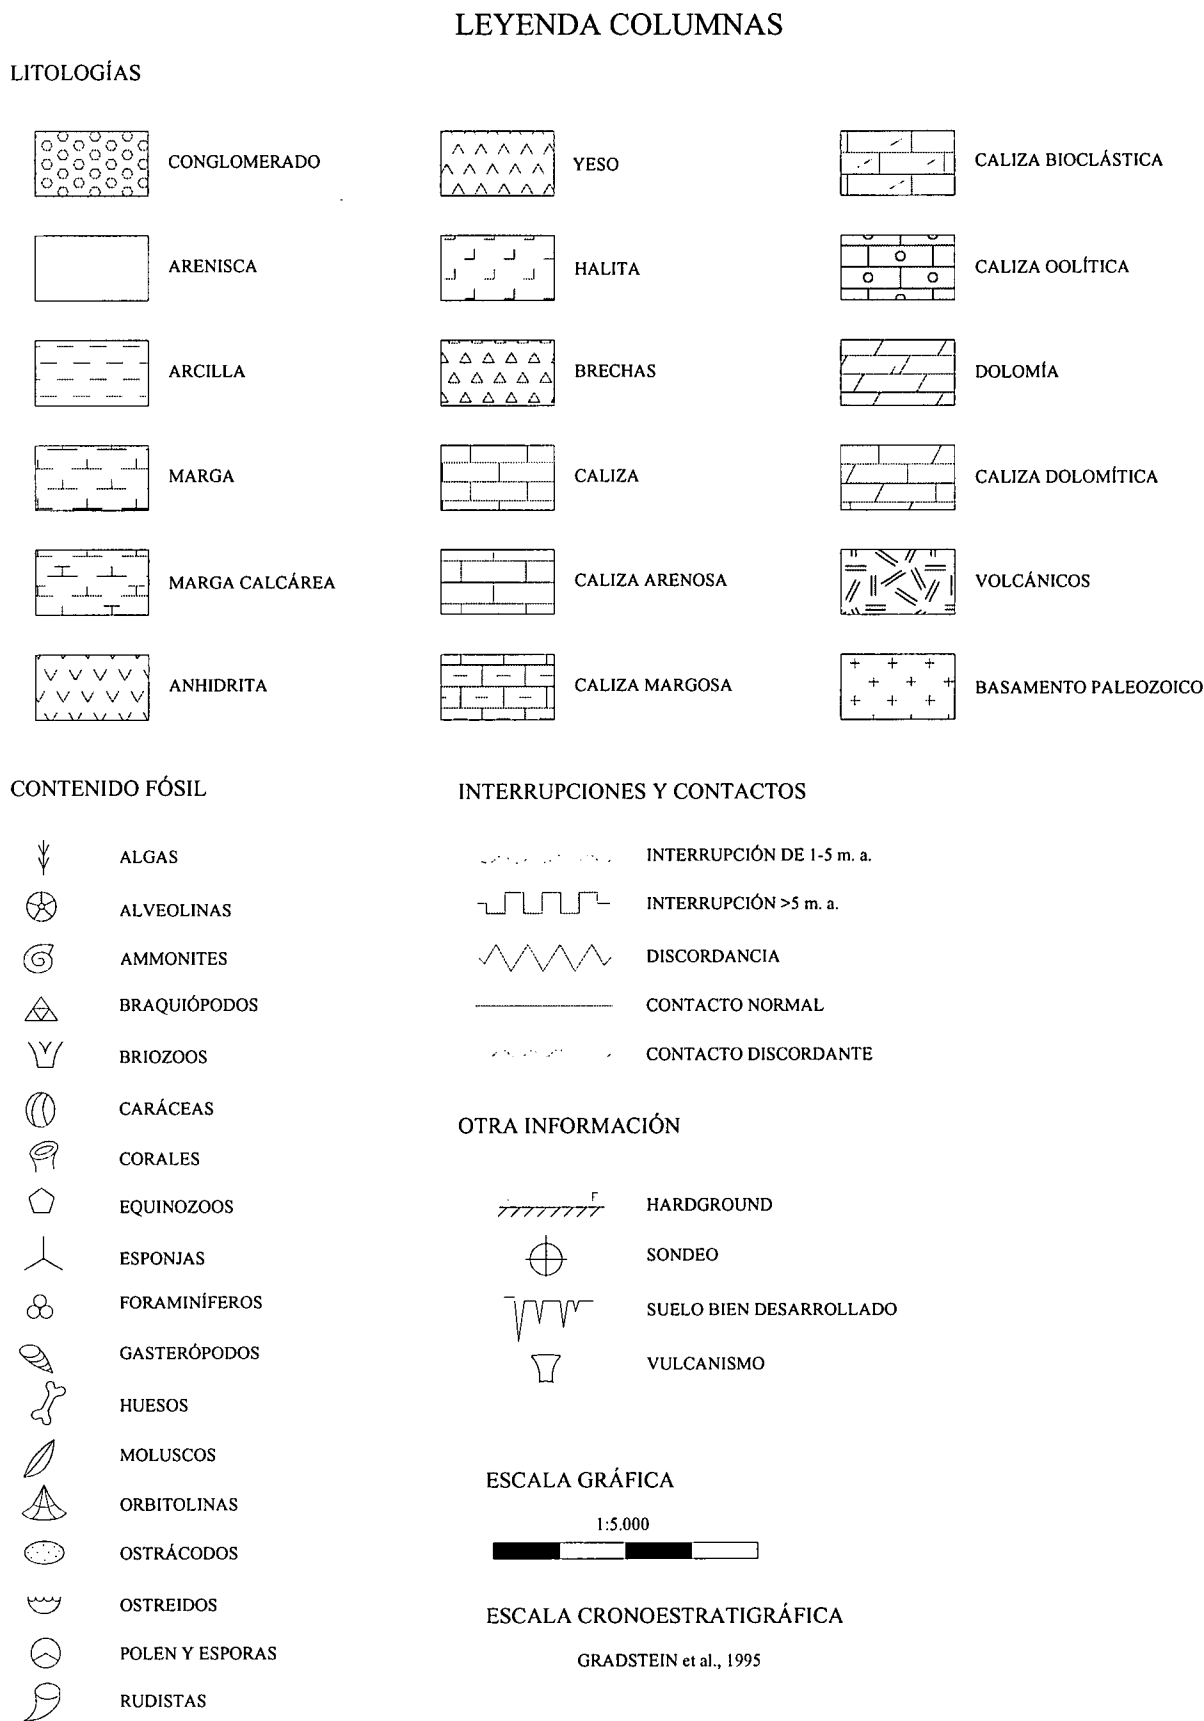 LEYENDA COLUMNAS
LITOLOGÍAS
CONGLOMERADO
ARENISCA
ARCILLA
MARGA
MARGA CALCÁREA
ANHIDRITA
YESO
HALITA
BRECHAS
CALIZA
CALIZA ARENOSA
CALIZA MARGOSA
CALIZA BIOCLÁSTICA
CALIZA OOLÍTICA
DOLOMÍA
CALIZA DOLOMÍTICA
VOLCÁNICOS
BASAMENTO PALEOZOICO
CONTENIDO FÓSIL
ALGAS
ALVEOLINAS
AMMONITES
BRAQUIÓPODOS
BRIOZOOS
CARÁCEAS
CORALES
EQUINOZOOS
ESPONJAS
FORAMINÍFEROS
GASTERÓPODOS
HUESOS
MOLUSCOS
ORBITOLINAS
OSTRÁCODOS
OSTREIDOS
POLEN Y ESPORAS
RUDISTAS
INTERRUPCIONES Y CONTACTOS
INTERRUPCIÓN DE 1-5 m. a.
INTERRUPCIÓN >5 m. a.
DISCORDANCIA
CONTACTO NORMAL
CONTACTO DISCORDANTE
OTRA INFORMACIÓN
F
HARDGROUND
SONDEO
SUELO BIEN DESARROLLADO
VULCANISMO
ESCALA GRÁFICA
1:5.000
ESCALA CRONOESTRATIGRÁFICA
GRADSTEIN et al., 1995